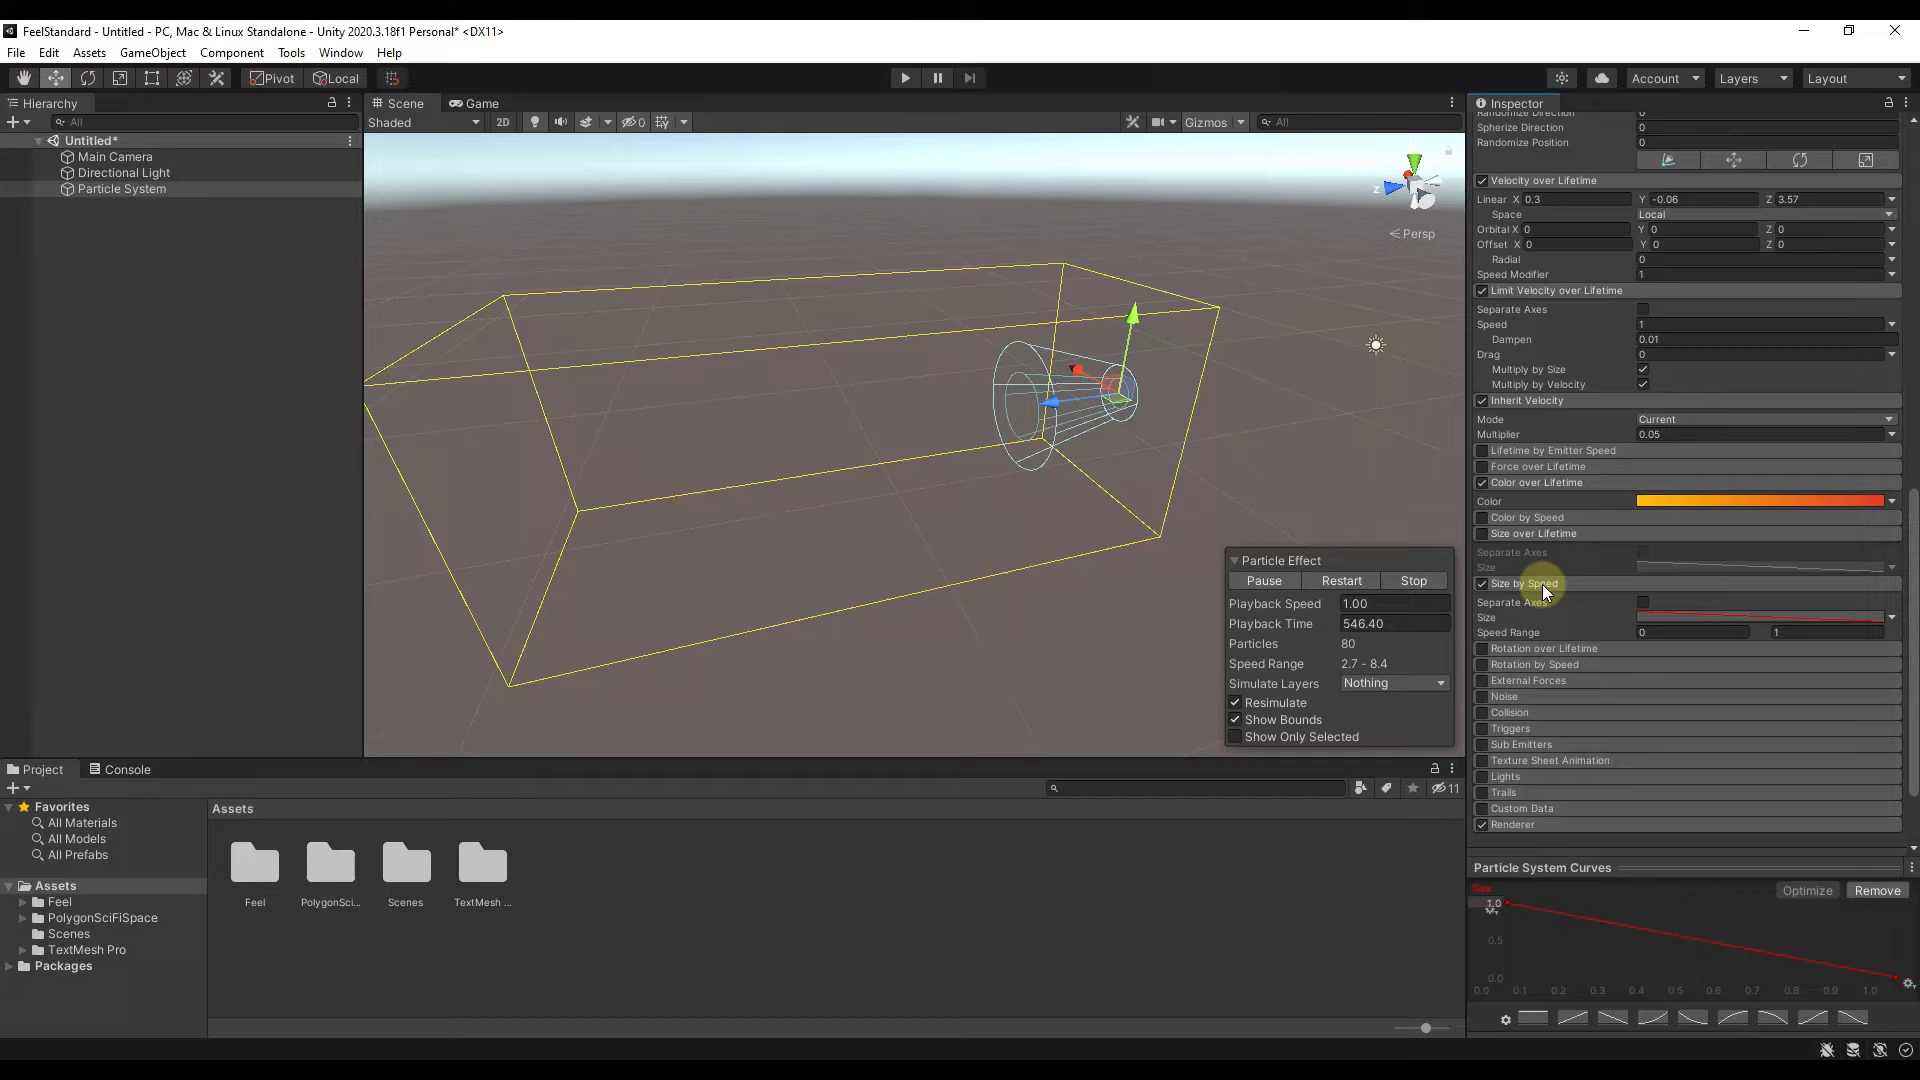 FeelStandard - Untitled - PC, Mac & Linux Standalone - Unity 2020.3.18f1 Personal* <DX11>
File Edit Assets GameObject Component Tools Window Help
Pivot Local Account Layers Layout
Hierarchy
All
Untitled*
Main Camera
Directional Light
Particle System
Scene Game
Shaded 2D 0 Gizmos All
z
Persp
Particle Effect
Pause Restart Stop
Playback Speed 1.00
Playback Time 546.40
Particles 80
Speed Range 2.7 - 8.4
Simulate Layers Nothing
Resimulate
Show Bounds
Show Only Selected
Inspector
Randomize Direction 0
Spherize Direction 0
Randomize Position 0
Velocity over Lifetime
Linear X 0.3 Y -0.06 Z 3.57
Space Local
Orbital X 0 Y 0 Z 0
Offset X 0 Y 0 Z 0
Radial 0
Speed Modifier 1
Limit Velocity over Lifetime
Separate Axes
Speed 1
Dampen 0.01
Drag 0
Multiply by Size
Multiply by Velocity
Inherit Velocity
Mode Current
Multiplier 0.05
Lifetime by Emitter Speed
Force over Lifetime
Color over Lifetime
Color
Color by Speed
Size over Lifetime
Separate Axes
Size
Size by Speed
Separate Axes
Size
Speed Range 0 1
Rotation over Lifetime
Rotation by Speed
External Forces
Noise
Collision
Triggers
Sub Emitters
Texture Sheet Animation
Lights
Trails
Custom Data
Renderer
Particle System Curves
Size Optimize Remove
1.0
0.5
0.0
0.0 0.1 0.2 0.3 0.4 0.5 0.6 0.7 0.8 0.9 1.0
Project Console
11
Favorites
All Materials
All Models
All Prefabs
Assets
Feel
PolygonSciFiSpace
Scenes
TextMesh Pro
Packages
Assets
Feel PolygonSci... Scenes TextMesh ...